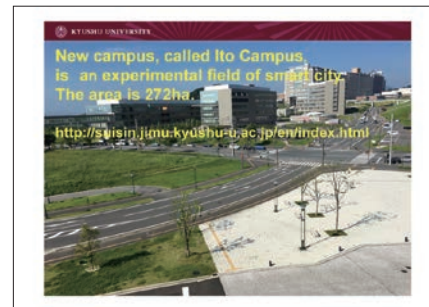 KYUSHU UNIVERSITY
New campus, called Ito Campus,
is an experimental field of smart city.
The area is 272ha.
http://suisin.jimu.kyushu-u.ac.jp/en/index.html